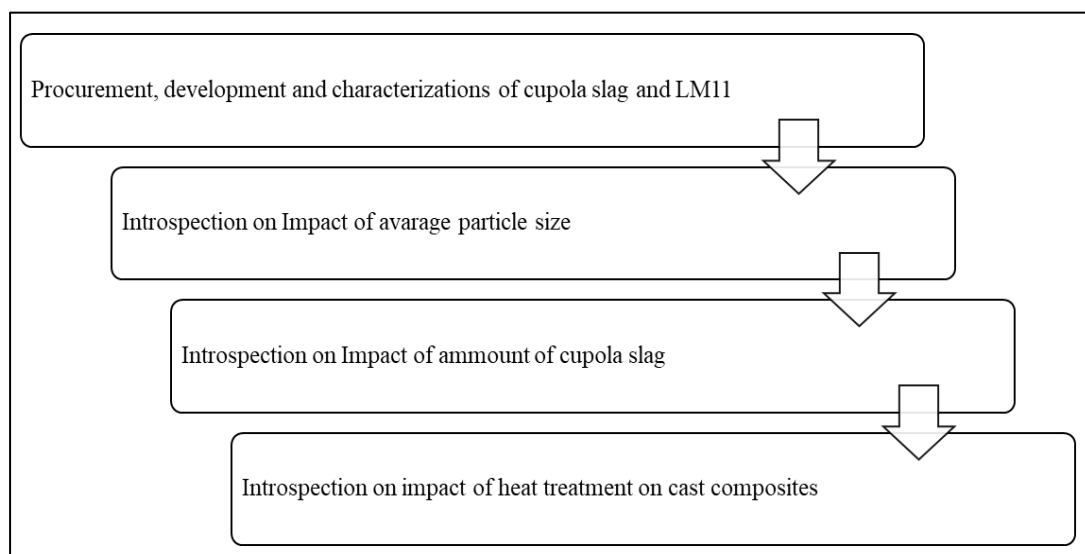 Procurement, development and characterizations of cupola slag and LM11
Introspection on Impact of avarage particle size
Introspection on Impact of ammount of cupola slag
Introspection on impact of heat treatment on cast composites